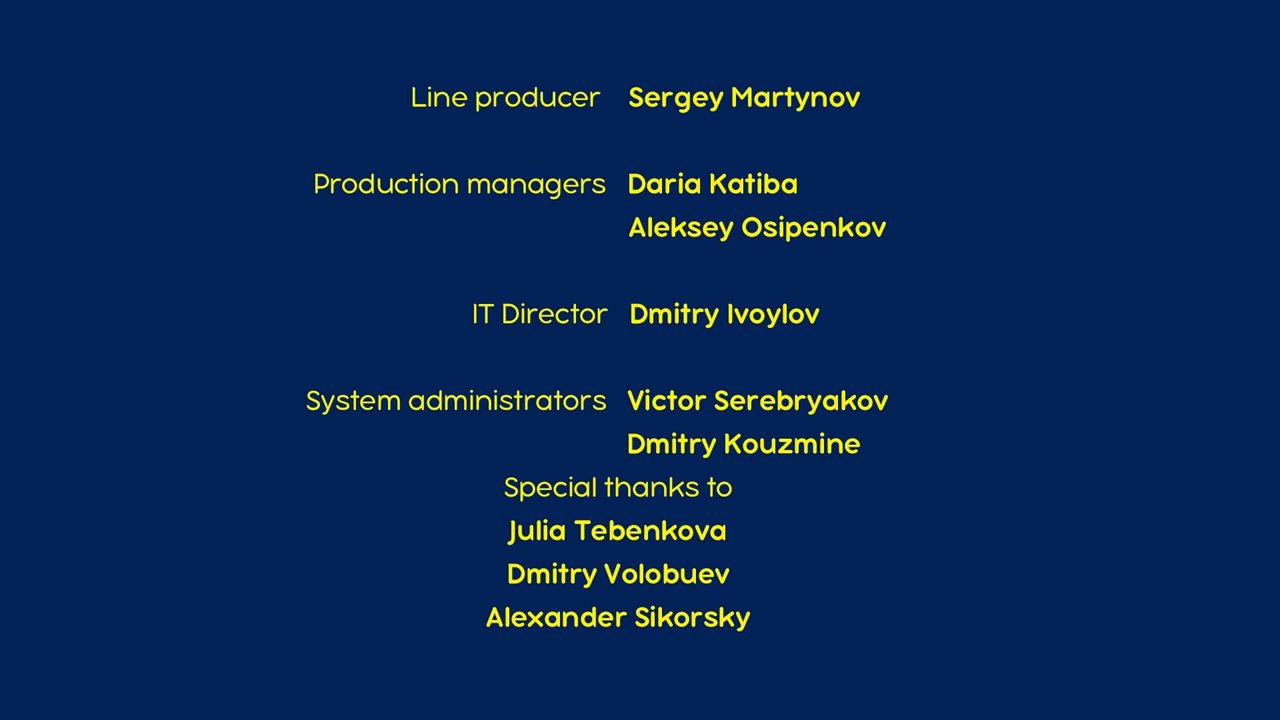 Line producer Sergey Martynov
Production managers Daria Katiba
Aleksey Osipenkov
IT Director Dmitry Ivoylov
System administrators Victor Serebryakov
Dmitry Kouzmine
Special thanks to
Julia Tebenkova
Dmitry Volobuev
Alexander Sikorsky